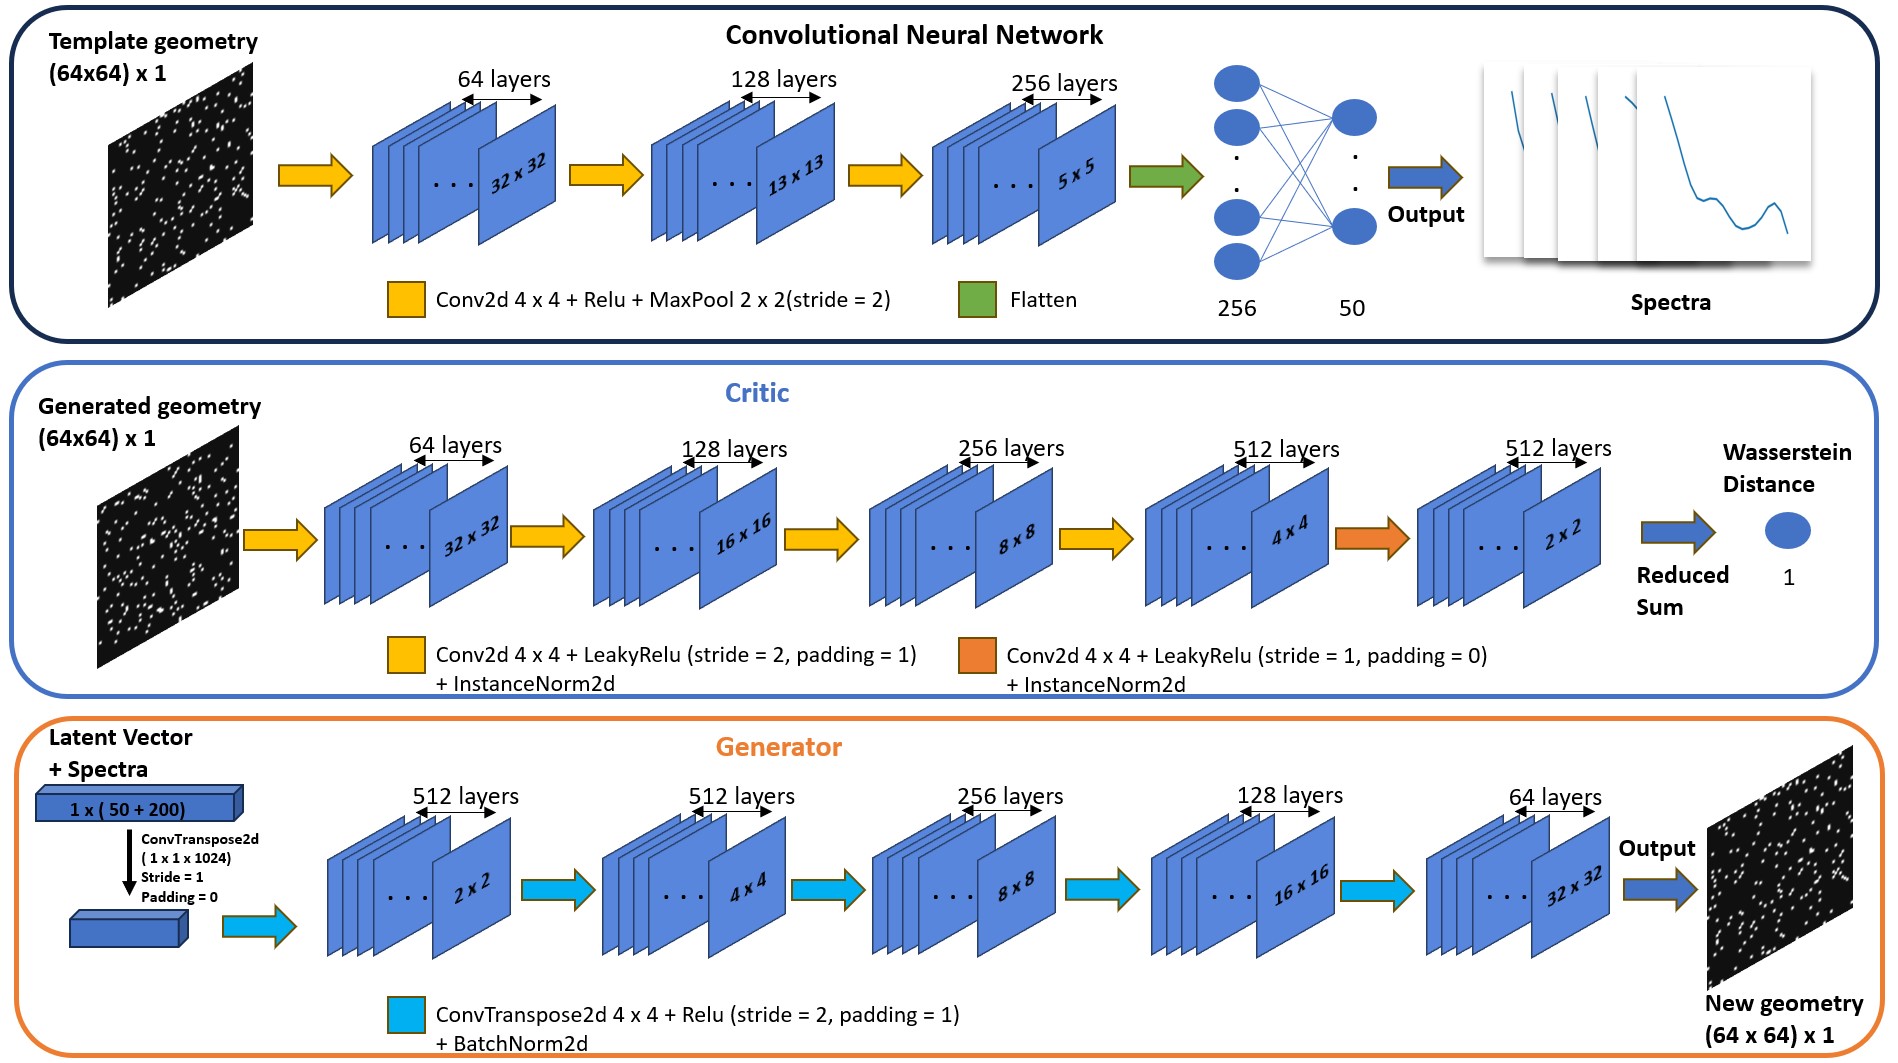 Convolutional Neural Network
Template geometry
(64x64) x 1
64 layers
128 layers
256 layers
. . .
32 x 32
. . .
13 x 13
. . .
5 x 5
Output
256
50
Spectra
Conv2d 4 x 4 + Relu + MaxPool 2 x 2(stride = 2)
Flatten
Critic
Generated geometry
(64x64) x 1
64 layers
128 layers
256 layers
512 layers
512 layers
. . .
32 x 32
. . .
16 x 16
. . .
8 x 8
. . .
4 x 4
. . .
2 x 2
Wasserstein
Distance
Reduced
Sum
1
Conv2d 4 x 4 + LeakyRelu (stride = 2, padding = 1)
+ InstanceNorm2d
Conv2d 4 x 4 + LeakyRelu (stride = 1, padding = 0)
+ InstanceNorm2d
Generator
Latent Vector
+ Spectra
1 x ( 50 + 200)
ConvTranspose2d
( 1 x 1 x 1024)
Stride = 1
Padding = 0
512 layers
512 layers
256 layers
128 layers
64 layers
. . .
2 x 2
. . .
4 x 4
. . .
8 x 8
. . .
16 x 16
. . .
32 x 32
Output
New geometry
(64 x 64) x 1
ConvTranspose2d 4 x 4 + Relu (stride = 2, padding = 1)
+ BatchNorm2d